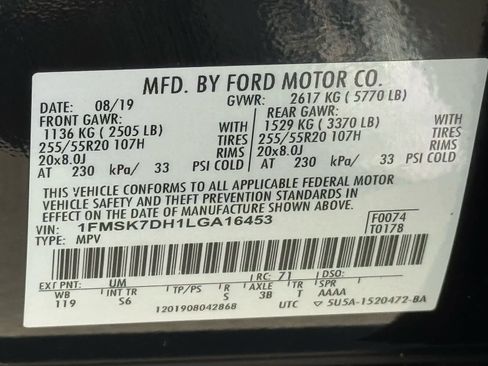 MFD. BY FORD MOTOR CO.
DATE: 08/19 GVWR: 2617 KG ( 5770 LB)
FRONT GAWR: REAR GAWR:
1136 KG ( 2505 LB) WITH 1529 KG ( 3370 LB) WITH
255/55R20 107H TIRES 255/55R20 107H TIRES
20x8.0J RIMS 20x8.0J RIMS
AT 230 kPa/ 33 PSI COLD AT 230 kPa/ 33 PSI COLD
THIS VEHICLE CONFORMS TO ALL APPLICABLE FEDERAL MOTOR
VEHICLE SAFETY AND THEFT PREVENTION STANDARDS IN
EFFECT ON THE DATE OF MANUFACTURE SHOWN ABOVE.
VIN: 1FMSK7DH1LGA16453 F0074
TYPE: MPV T0178
EXT PNT: UM RC: 71 DSO:
WB INT TR TP/PS R AXLE TR SPR
119 S6 S 3B T AAAA
1201908042868 UTC 5U5A-1520472-BA